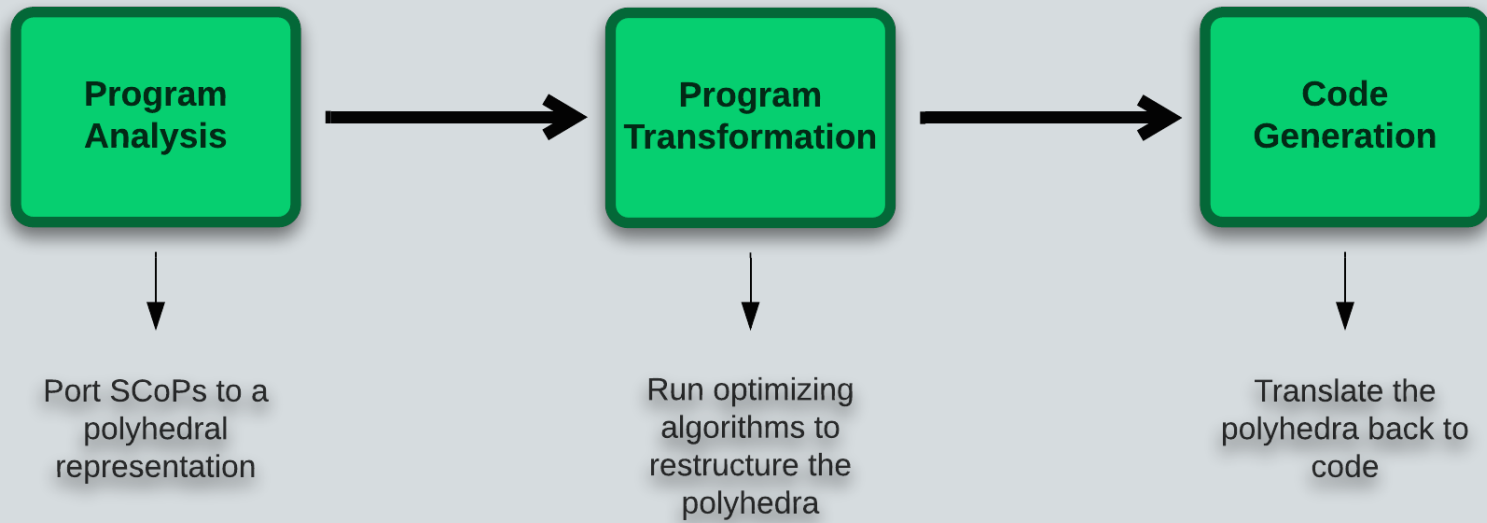 Program
Analysis
Program
Transformation
Code
Generation
Port SCoPs to a
polyhedral
representation
Run optimizing
algorithms to
restructure the
polyhedra
Translate the
polyhedra back to
code